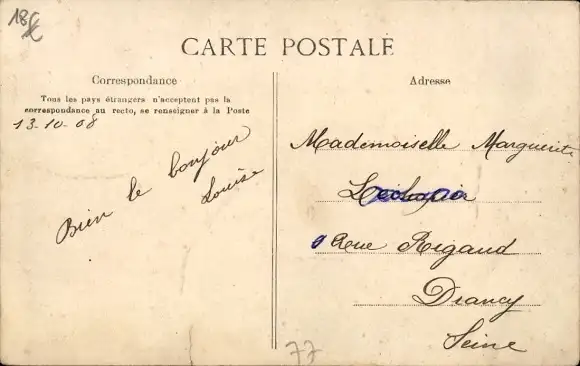 18€
CARTE POSTALE
Correspondance
Tous les pays étrangers n'acceptent pas la
correspondance au recto, se renseigner à la Poste
13-10-08
Bien le bonjour
Louise
Adresse
Mademoiselle Marguerite
Rue Rigaud
Drancy
Seine
77